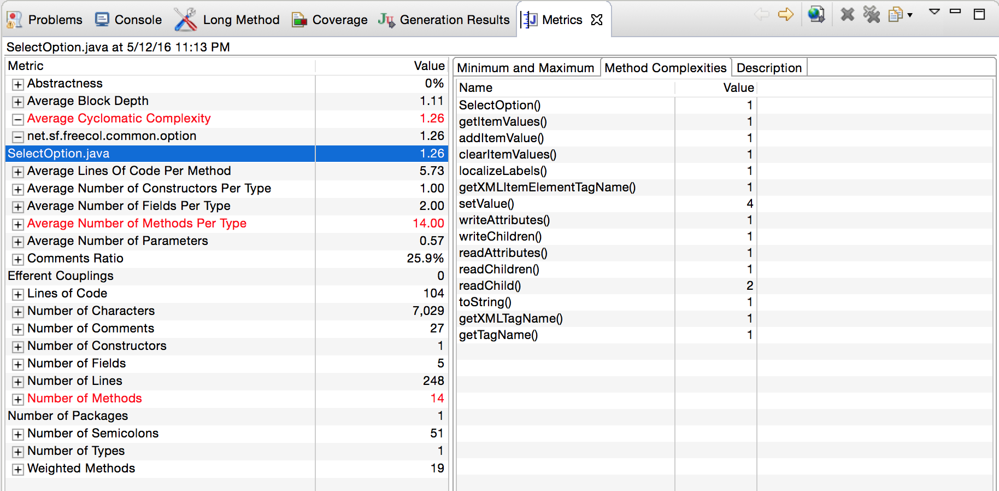 Problems Console Long Method Coverage Generation Results Metrics
SelectOption.java at 5/12/16 11:13 PM
Metric Value
Abstractness 0%
Average Block Depth 1.11
Average Cyclomatic Complexity 1.26
net.sf.freecol.common.option 1.26
SelectOption.java 1.26
Average Lines Of Code Per Method 5.73
Average Number of Constructors Per Type 1.00
Average Number of Fields Per Type 2.00
Average Number of Methods Per Type 14.00
Average Number of Parameters 0.57
Comments Ratio 25.9%
Efferent Couplings 0
Lines of Code 104
Number of Characters 7,029
Number of Comments 27
Number of Constructors 1
Number of Fields 5
Number of Lines 248
Number of Methods 14
Number of Packages 1
Number of Semicolons 51
Number of Types 1
Weighted Methods 19
Minimum and Maximum Method Complexities Description
Name Value
SelectOption() 1
getItemValues() 1
addItemValue() 1
clearItemValues() 1
localizeLabels() 1
getXMLItemElementTagName() 1
setValue() 4
writeAttributes() 1
writeChildren() 1
readAttributes() 1
readChildren() 1
readChild() 2
toString() 1
getXMLTagName() 1
getTagName() 1